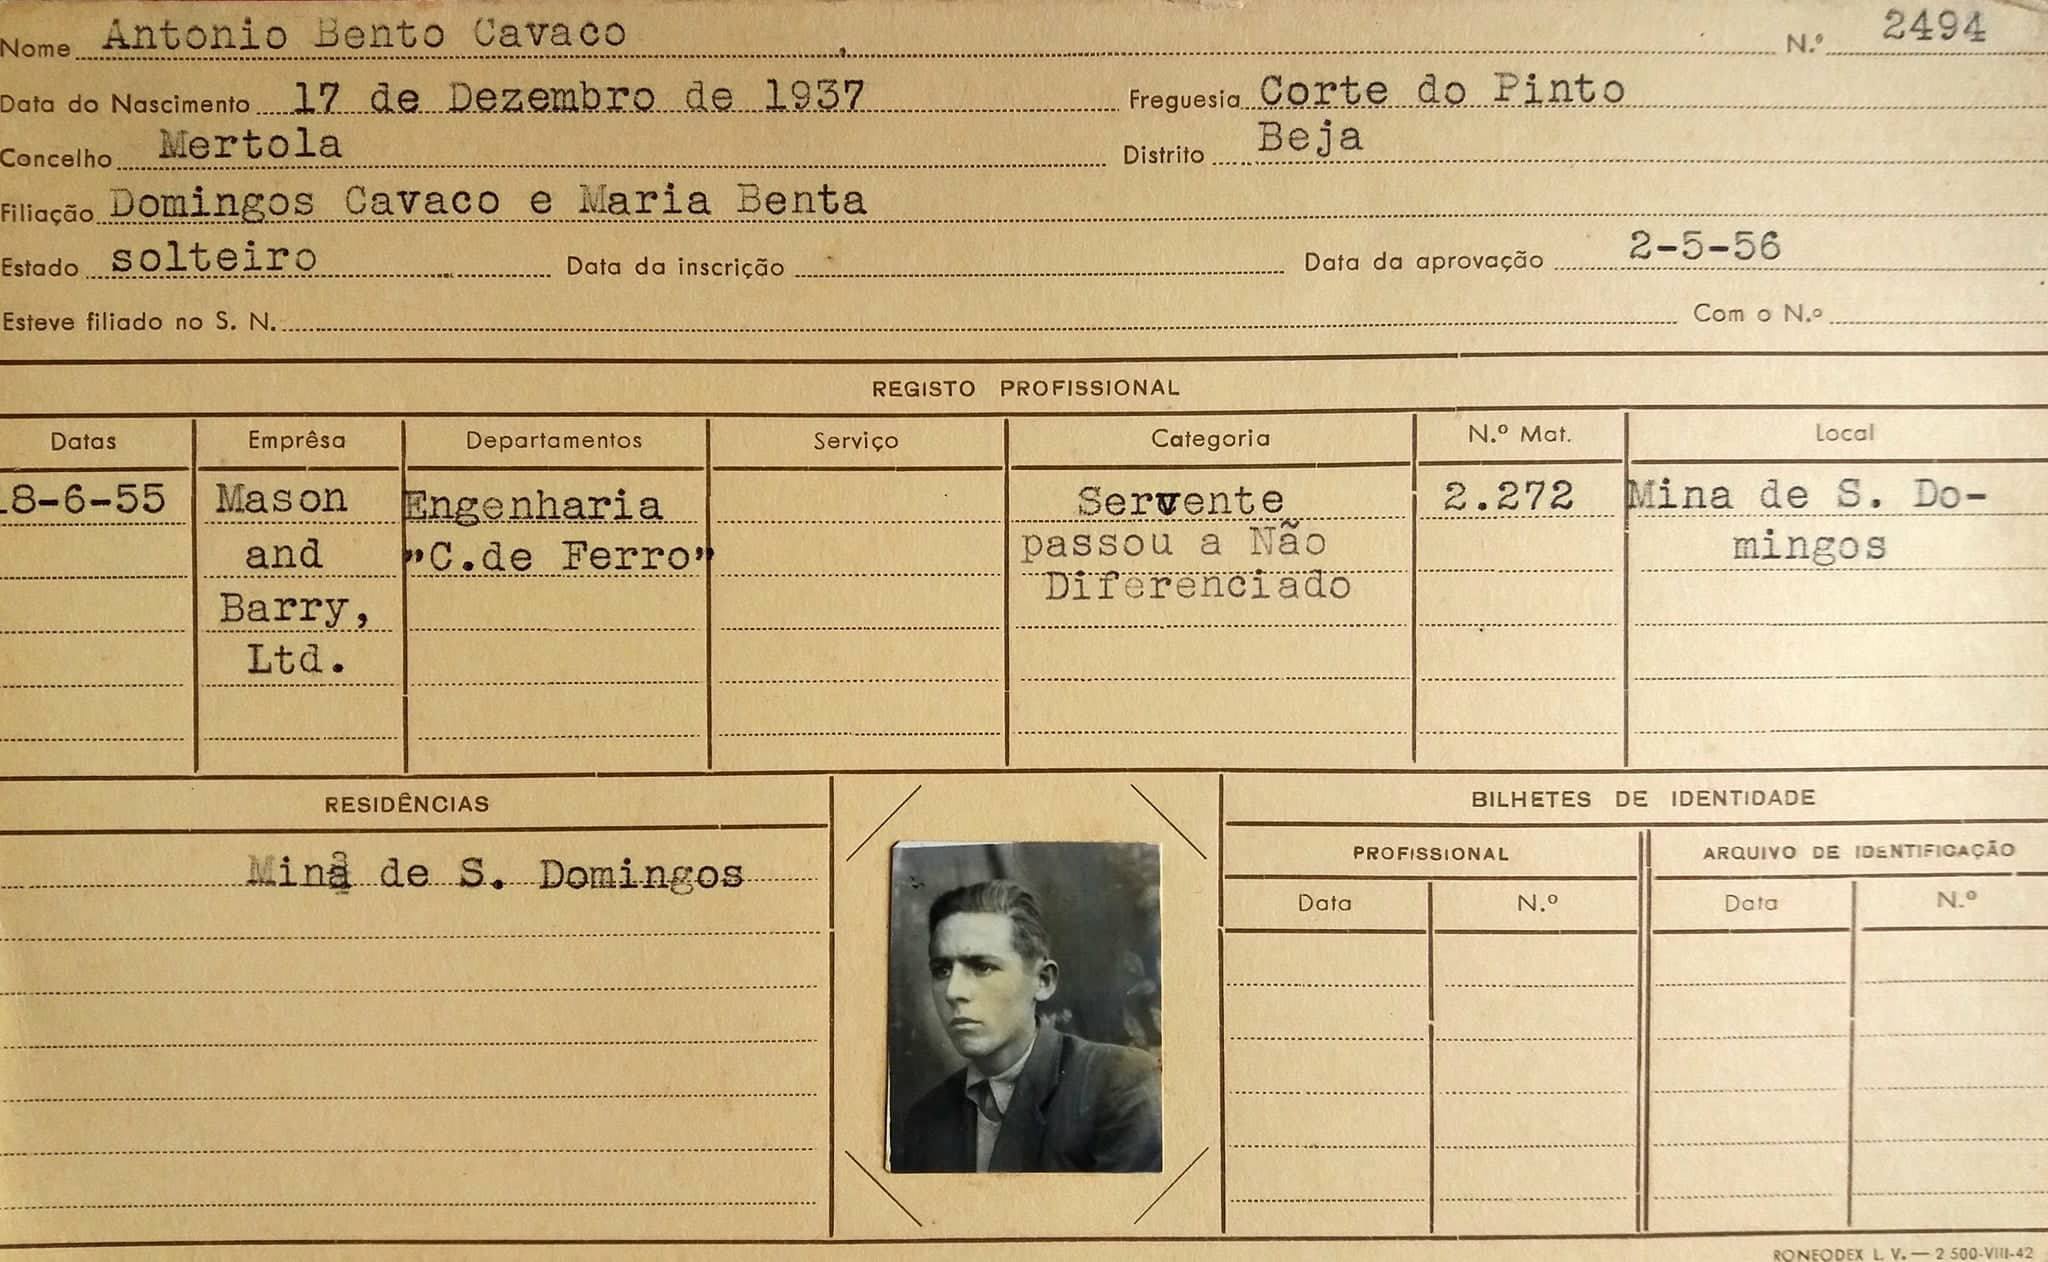 Nome Antonio Bento Cavaco N.º 2494
Data do Nascimento 17 de Dezembro de 1937 Freguesia Corte do Pinto
Concelho Mertola Distrito Beja
Filiação Domingos Cavaco e Maria Benta
Estado solteiro Data da inscrição Data da aprovação 2-5-56
Esteve filiado no S. N. Com o N.º
REGISTO PROFISSIONAL
Datas Emprêsa Departamentos Serviço Categoria N.º Mat. Local
8-6-55 Mason Engenharia Servente 2.272 Mina de S. Do-
and "C.de Ferro" passou a Não mingos
Barry, Diferenciado
Ltd.
RESIDÊNCIAS BILHETES DE IDENTIDADE
PROFISSIONAL ARQUIVO DE IDENTIFICAÇÃO
Mina de S. Domingos
Data N.º Data N.º
RONEODEX L. V. — 2 500-VIII-42